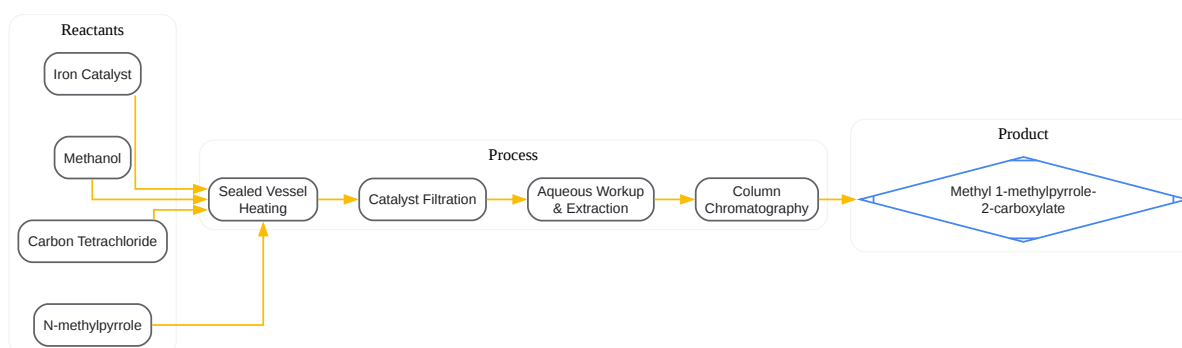 Reactants
Iron Catalyst
Methanol
Carbon Tetrachloride
N-methylpyrrole
Process
Sealed Vessel
Heating
Catalyst Filtration
Aqueous Workup
& Extraction
Column
Chromatography
Product
Methyl 1-methylpyrrole-
2-carboxylate